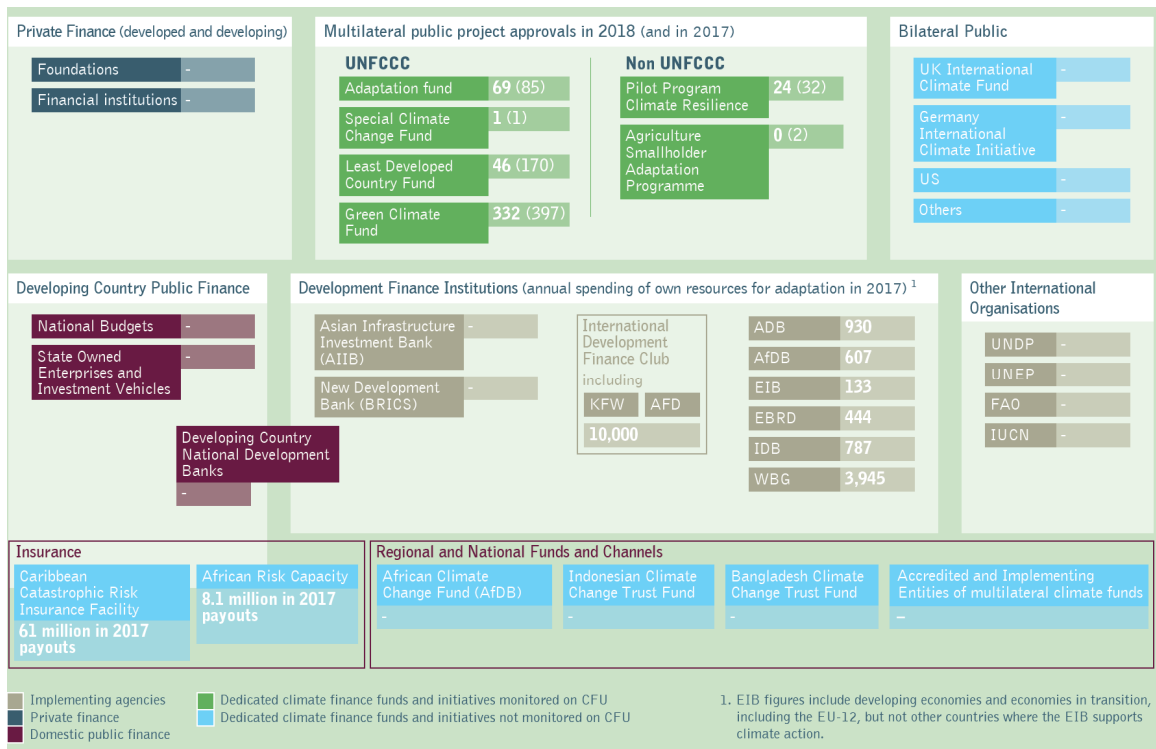 Private Finance (developed and developing)
Foundations -
Financial institutions -
Multilateral public project approvals in 2018 (and in 2017)
UNFCCC
Adaptation fund 69 (85)
Special Climate 1 (1)
Change Fund
Least Developed 46 (170)
Country Fund
Green Climate 332 (397)
Fund
Non UNFCCC
Pilot Program 24 (32)
Climate Resilience
Agriculture 0 (2)
Smallholder
Adaptation
Programme
Bilateral Public
UK International -
Climate Fund
Germany -
International
Climate Initiative
US -
Others -
Developing Country Public Finance
National Budgets -
State Owned -
Enterprises and
Investment Vehicles
Developing Country
National Development
Banks
-
Development Finance Institutions (annual spending of own resources for adaptation in 2017) 1
Asian Infrastructure -
Investment Bank
(AIIB)
New Development -
Bank (BRICS)
International
Development
Finance Club
including
KFW AFD
10,000
ADB 930
AfDB 607
EIB 133
EBRD 444
IDB 787
WBG 3,945
Other International
Organisations
UNDP -
UNEP -
FAO -
IUCN -
Insurance
Caribbean
Catastrophic Risk
Insurance Facility
61 million in 2017
payouts
African Risk Capacity
8.1 million in 2017
payouts
Regional and National Funds and Channels
African Climate
Change Fund (AfDB)
-
Indonesian Climate
Change Trust Fund
-
Bangladesh Climate
Change Trust Fund
-
Accredited and Implementing
Entities of multilateral climate funds
–
Implementing agencies
Private finance
Domestic public finance
Dedicated climate finance funds and initiatives monitored on CFU
Dedicated climate finance funds and initiatives not monitored on CFU
1. EIB figures include developing economies and economies in transition,
including the EU-12, but not other countries where the EIB supports
climate action.